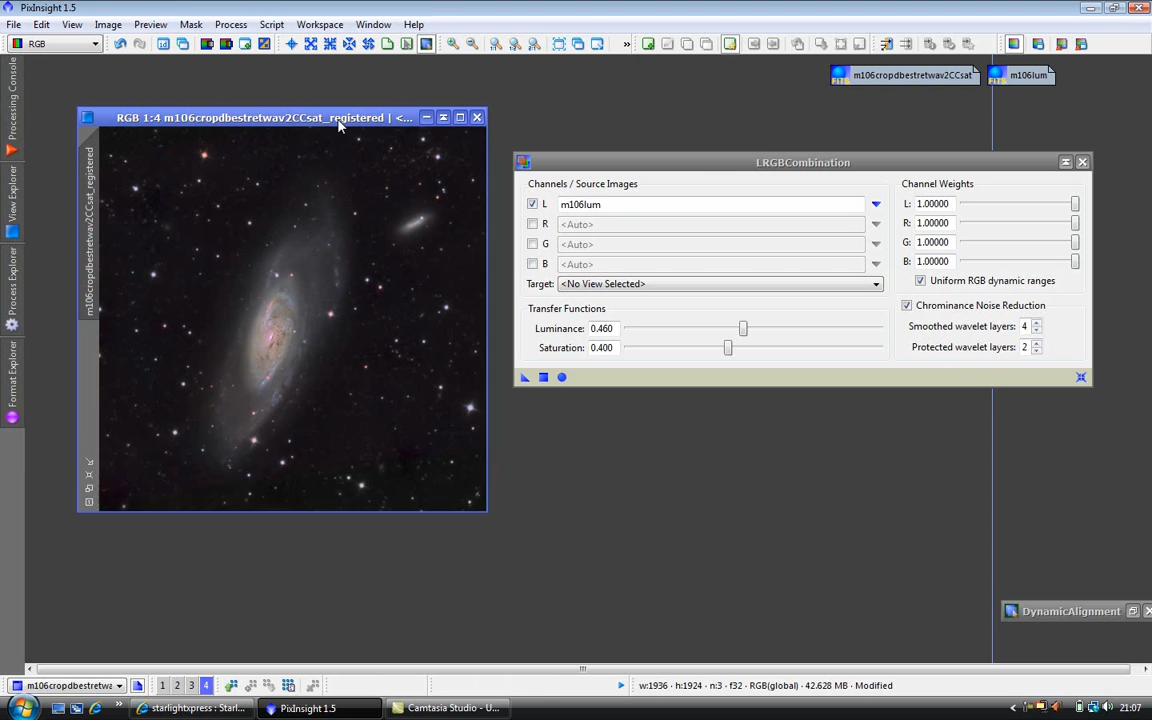 PixInsight 1.5
File Edit View Image Preview Mask Process Script Workspace Window Help
RGB
m106cropdbestretwav2CCsat
m106lum
Processing Console
View Explorer
Process Explorer
Format Explorer
RGB 1:4 m106cropdbestretwav2CCsat_registered | <...
m106cropdbestretwav2CCsat_registered
LRGBCombination
Channels / Source Images
L m106lum
R <Auto>
G <Auto>
B <Auto>
Target: <No View Selected>
Transfer Functions
Luminance: 0.460
Saturation: 0.400
Channel Weights
L: 1.00000
R: 1.00000
G: 1.00000
B: 1.00000
Uniform RGB dynamic ranges
Chrominance Noise Reduction
Smoothed wavelet layers: 4
Protected wavelet layers: 2
DynamicAlignment
m106cropdbestretwa
1 2 3 4
w:1936 · h:1924 · n:3 · f32 · RGB(global) · 42.628 MB · Modified
starlightxpress : Starl...
PixInsight 1.5
Camtasia Studio - U...
21:07